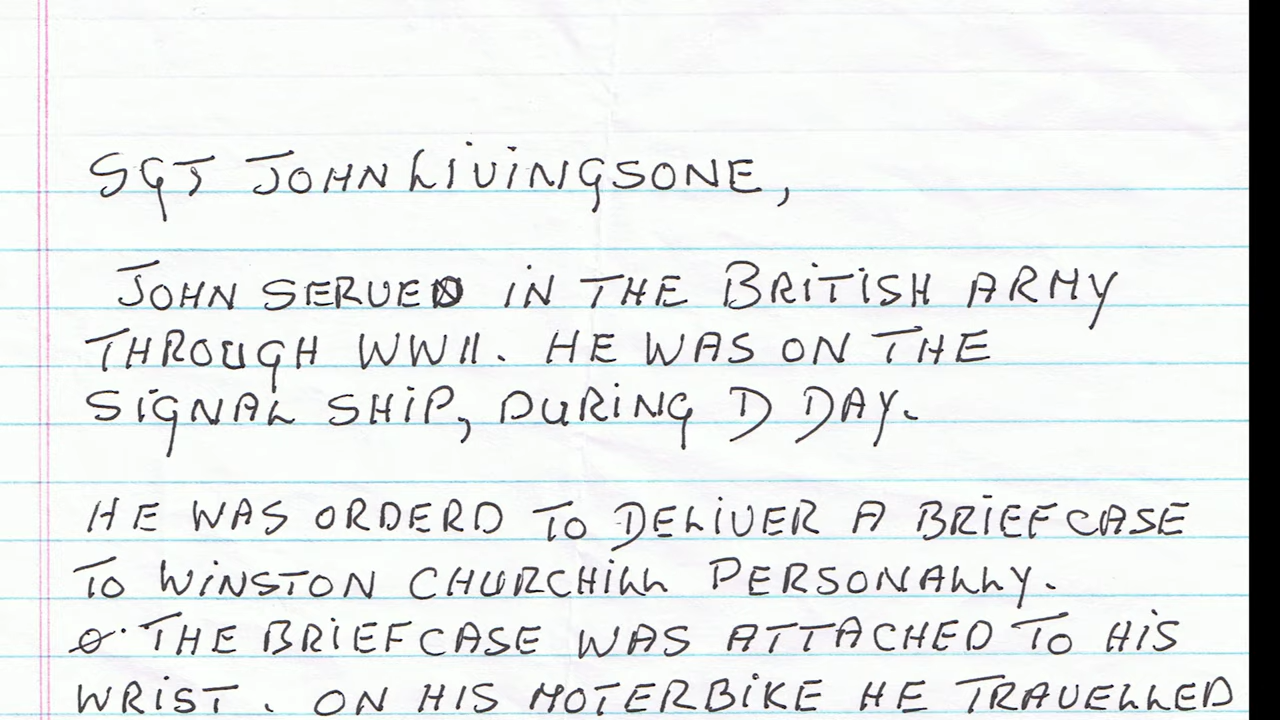 SGT JOHN LIVINGSONE,
JOHN SERVED IN THE BRITISH ARMY
THROUGH WWII. HE WAS ON THE
SIGNAL SHIP, DURING D DAY.
HE WAS ORDERD TO DELIVER A BRIEFCASE
TO WINSTON CHURCHILL PERSONALLY.
THE BRIEFCASE WAS ATTACHED TO HIS
WRIST. ON HIS MOTERBIKE HE TRAVELLED